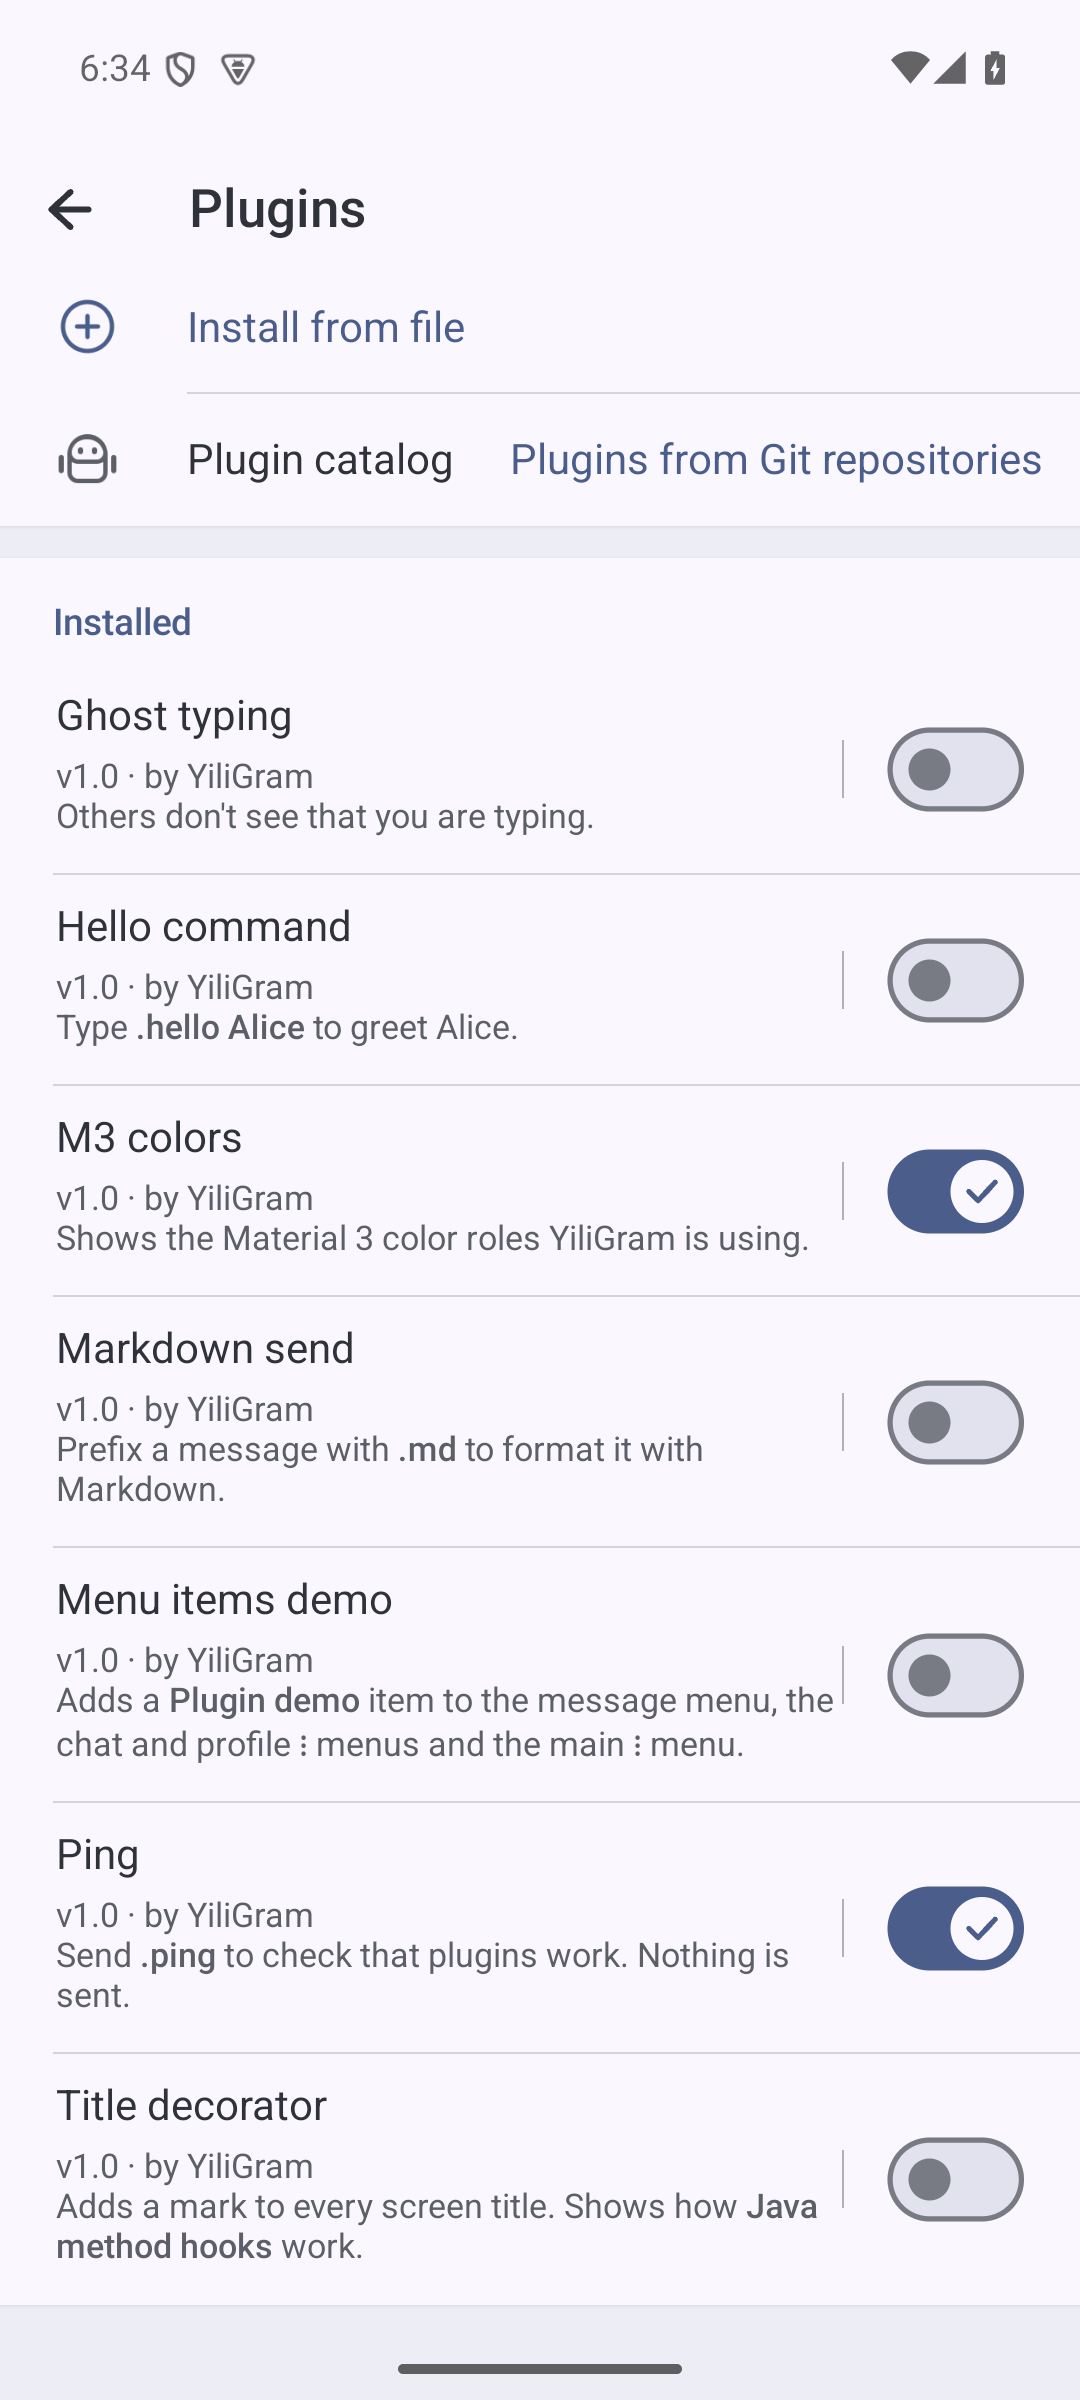 6:34
Plugins
Install from file
Plugin catalog Plugins from Git repositories
Installed
Ghost typing
v1.0 · by YiliGram
Others don't see that you are typing.
Hello command
v1.0 · by YiliGram
Type .hello Alice to greet Alice.
M3 colors
v1.0 · by YiliGram
Shows the Material 3 color roles YiliGram is using.
Markdown send
v1.0 · by YiliGram
Prefix a message with .md to format it with
Markdown.
Menu items demo
v1.0 · by YiliGram
Adds a Plugin demo item to the message menu, the
chat and profile ⋮ menus and the main ⋮ menu.
Ping
v1.0 · by YiliGram
Send .ping to check that plugins work. Nothing is
sent.
Title decorator
v1.0 · by YiliGram
Adds a mark to every screen title. Shows how Java
method hooks work.